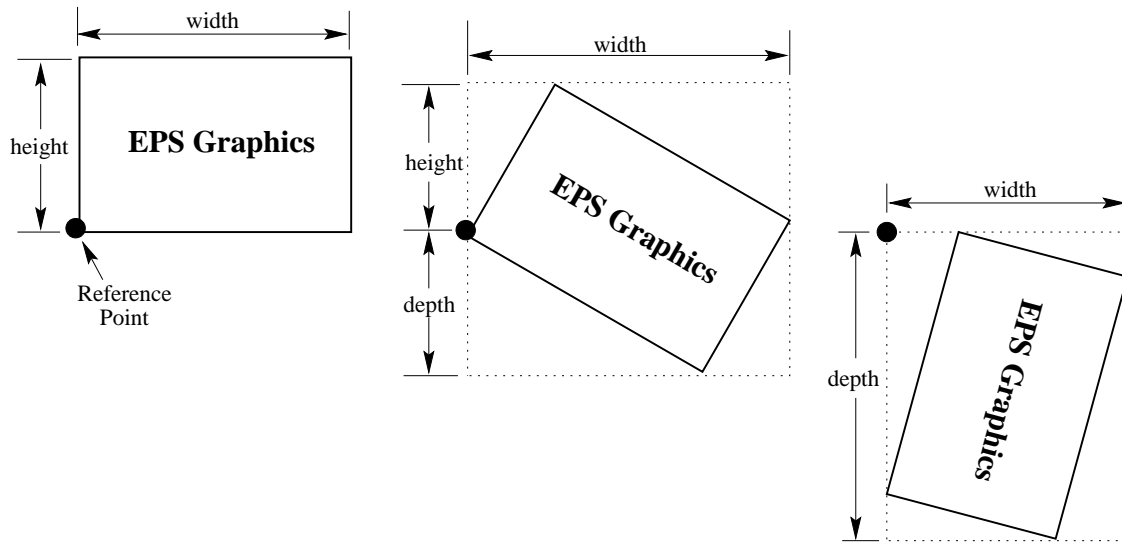 width
height
EPS Graphics
Reference
Point
width
height
EPS Graphics
depth
width
depth
EPS Graphics